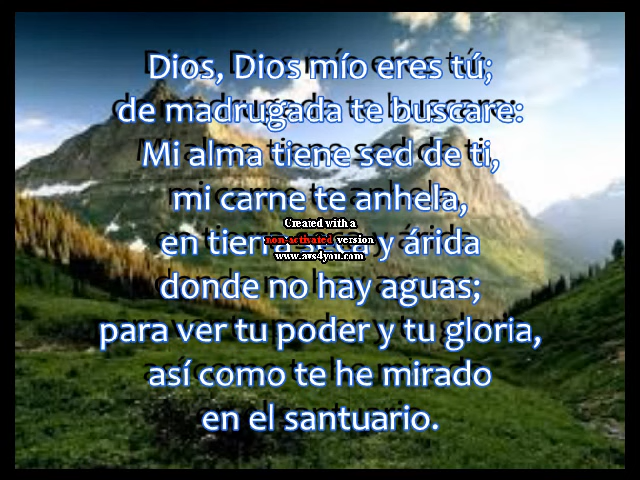 Dios, Dios mío eres tú;
de madrugada te buscare:
Mi alma tiene sed de ti,
mi carne te anhela,
Created with a
non-activated version
www.avs4you.com
en tierra seca y árida
donde no hay aguas;
para ver tu poder y tu gloria,
así como te he mirado
en el santuario.